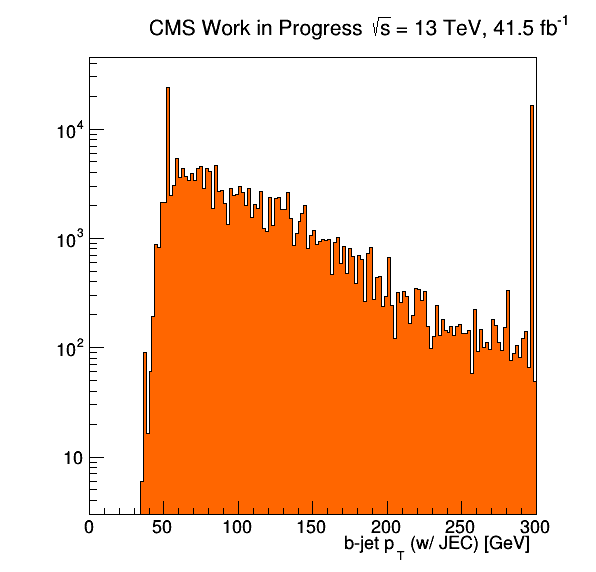 CMS Work in Progress √s = 13 TeV, 41.5 fb⁻¹
10⁴
10³
10²
10
0 50 100 150 200 250 300
b-jet p_T (w/ JEC) [GeV]